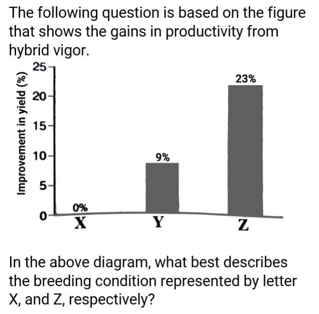 The following question is based on the figure
that shows the gains in productivity from
hybrid vigor.
Improvement in yield (%)
25
20
15
10
5
0
0%
9%
23%
X
Y
Z
In the above diagram, what best describes
the breeding condition represented by letter
X, and Z, respectively?